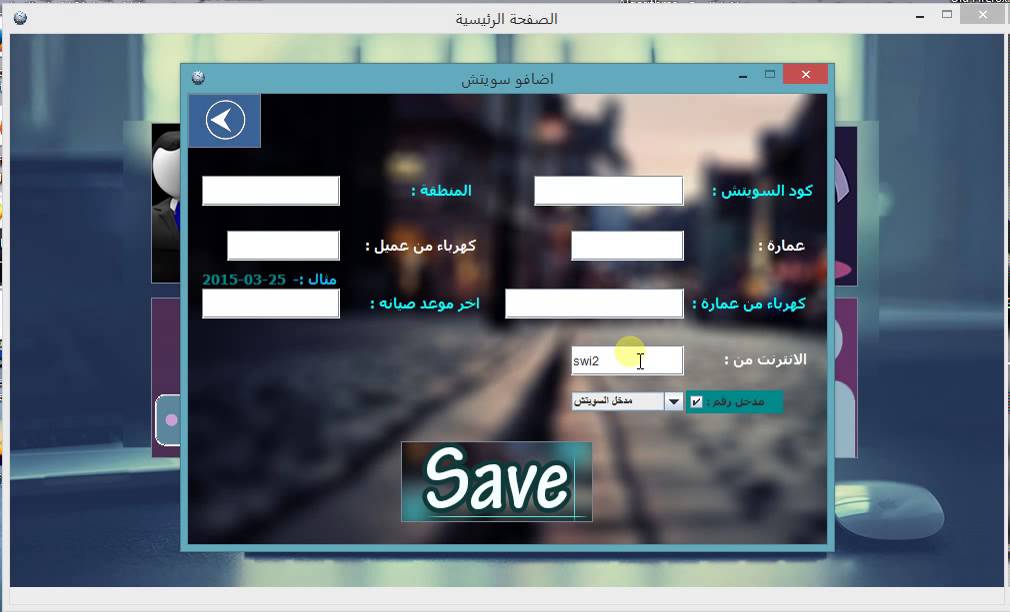 الصفحة الرئيسية
اضافو سويتش
كود السويتش :
المنطقة :
عمارة :
كهرباء من عميل :
مثال :- 2015-03-25
كهرباء من عمارة :
اخر موعد صيانه :
الانترنت من :
swi2
مدخل رقم :
مدخل السويتش
Save